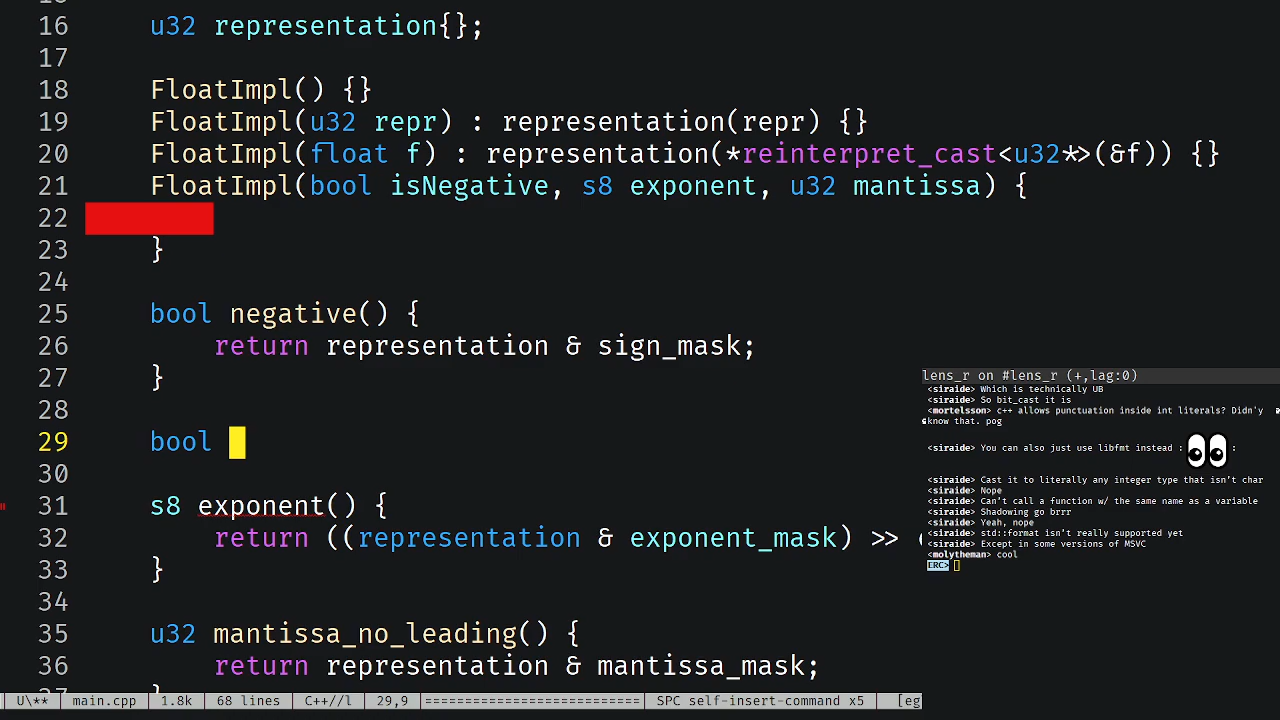 16 u32 representation{};
17
18 FloatImpl() {}
19 FloatImpl(u32 repr) : representation(repr) {}
20 FloatImpl(float f) : representation(*reinterpret_cast<u32*>(&f)) {}
21 FloatImpl(bool isNegative, s8 exponent, u32 mantissa) {
22
23 }
24
25 bool negative() {
26 return representation & sign_mask;
27 }
28
29 bool
30
31 s8 exponent() {
32 return ((representation & exponent_mask) >>
33 }
34
35 u32 mantissa_no_leading() {
36 return representation & mantissa_mask;
lens_r on #lens_r (+,lag:0)
<siraide> Which is technically UB
<siraide> So bit_cast it is
<mortelsson> c++ allows punctuation inside int literals? Didn'y
know that. pog
<siraide> You can also just use libfmt instead : :
<siraide> Cast it to literally any integer type that isn't char
<siraide> Nope
<siraide> Can't call a function w/ the same name as a variable
<siraide> Shadowing go brrr
<siraide> Yeah, nope
<siraide> std::format isn't really supported yet
<siraide> Except in some versions of MSVC
<molytheman> cool
ERC>
U\** main.cpp 1.8k 68 lines C++//l 29,9 =========================== SPC self-insert-command x5 [eg